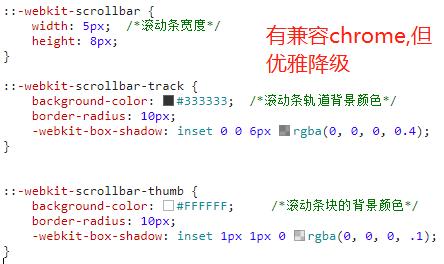 ::-webkit-scrollbar {
width: 5px;  /*滚动条宽度*/
height: 8px;
}
有兼容chrome,但
优雅降级
::-webkit-scrollbar-track {
background-color: #333333;  /*滚动条轨道背景颜色*/
border-radius: 10px;
-webkit-box-shadow: inset 0 0 6px rgba(0, 0, 0, 0.4);
}
::-webkit-scrollbar-thumb {
background-color: #FFFFFF;     /*滚动条块的背景颜色*/
border-radius: 10px;
-webkit-box-shadow: inset 1px 1px 0 rgba(0, 0, 0, .1);
}